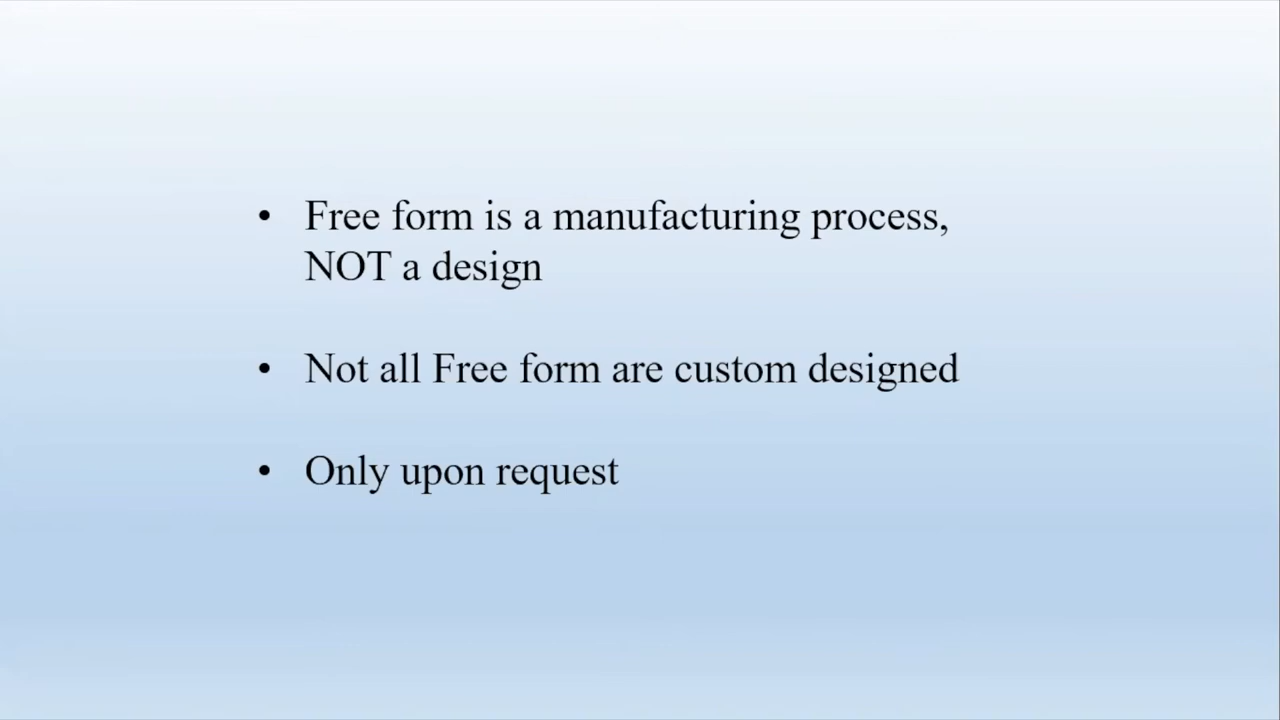 • Free form is a manufacturing process,
NOT a design
• Not all Free form are custom designed
• Only upon request